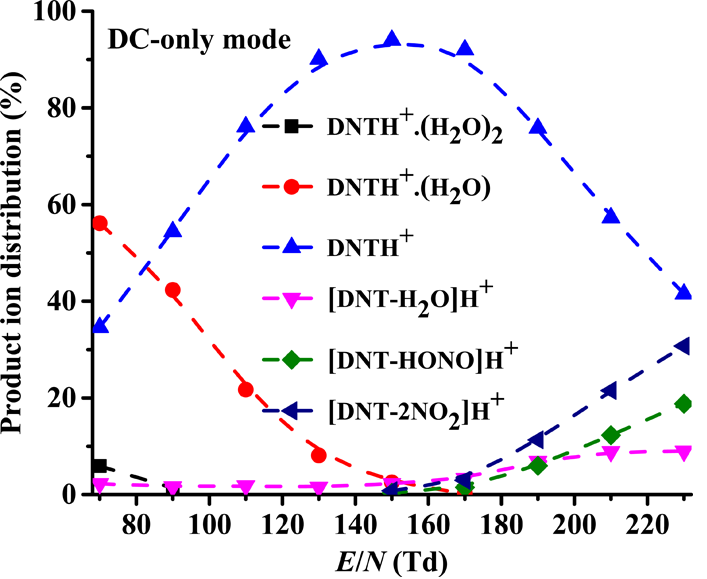 DC-only mode
Product ion distribution (%)
100
80
60
40
20
0
DNTH⁺.(H₂O)₂
DNTH⁺.(H₂O)
DNTH⁺
[DNT-H₂O]H⁺
[DNT-HONO]H⁺
[DNT-2NO₂]H⁺
80 100 120 140 160 180 200 220
E/N (Td)